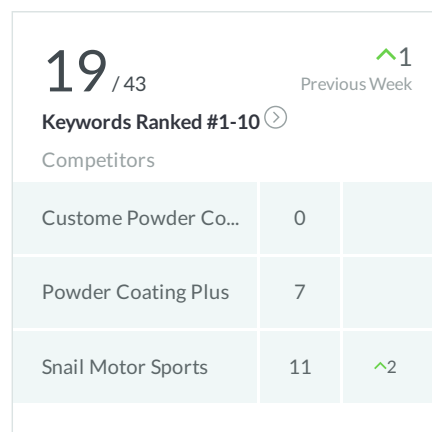 19 / 43
1
Previous Week
Keywords Ranked #1-10
Competitors
Custome Powder Co... 0
Powder Coating Plus 7
Snail Motor Sports 11 2